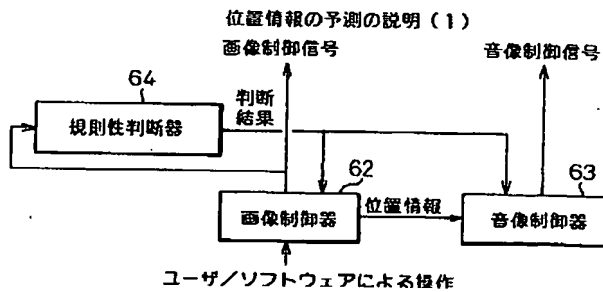 位置情報の予測の説明(1)
画像制御信号
音像制御信号
64
判断
結果
規則性判断器
62
63
画像制御器
位置情報
音像制御器
ユーザ/ソフトウェアによる操作